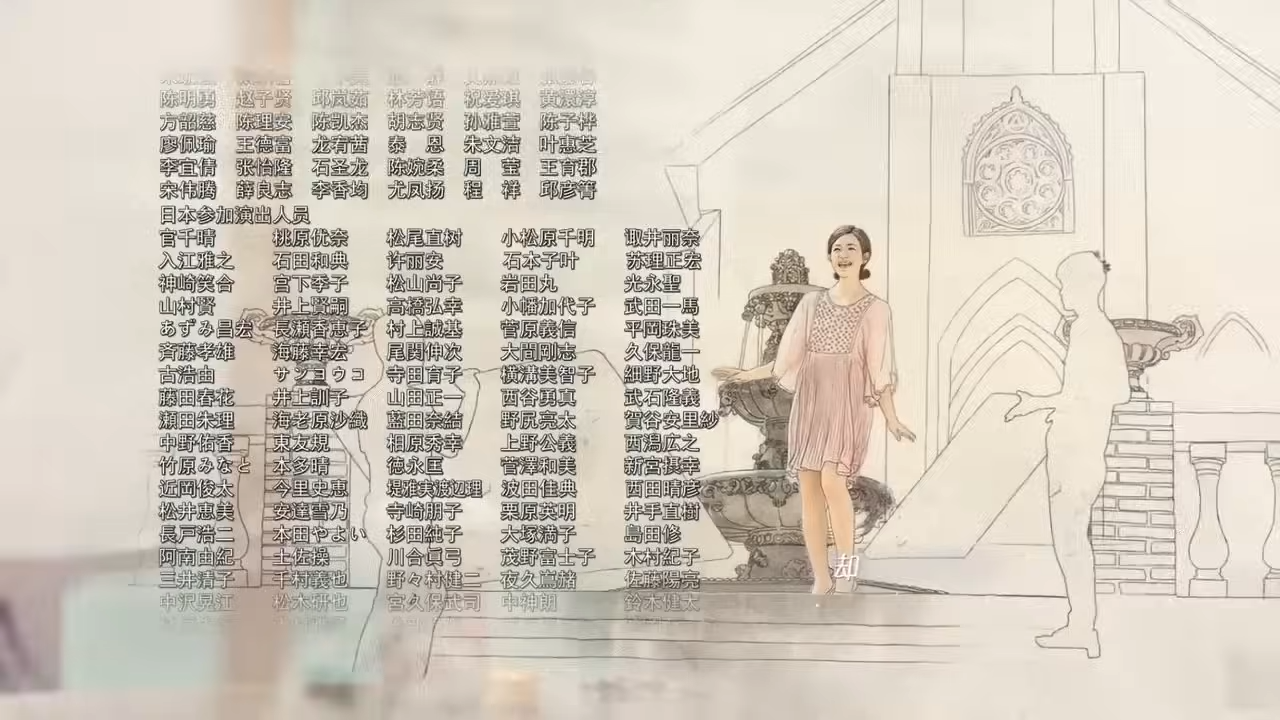 陈明勇 赵子贤 邱岚茹 林芳语 祝爱琪 黄澴淳
方韶慈 陈理安 陈凯杰 胡志贤 孙雅萱 陈子桦
廖佩瑜 王德富 龙宥茜 泰 恩 朱文洁 叶惠芝
李宜倩 张怡隆 石圣龙 陈婉柔 周 莹 王育郡
宋伟腾 薛良志 李香均 尤凤扬 程 祥 邱彦箐
日本参加演出人员
官千晴 桃原优奈 松尾直树 小松原千明 诹井丽奈
入江雅之 石田和典 许丽安 石本子叶 苏理正宏
神崎笑合 宫下季子 松山尚子 岩田丸 光永聖
山村賢 井上賢嗣 高橋弘幸 小幡加代子 武田一馬
あずみ昌宏 長瀬香恵子 村上誠基 菅原義信 平岡珠美
斉藤孝雄 海藤幸宏 尾関伸次 大間剛志 久保龍一
古浩由 サンヨウコ 寺田育子 横溝美智子 細野大地
藤田春花 井上訓子 山田正一 西谷勇真 武石隆義
瀬田朱理 海老原沙織 藍田奈結 野尻亮太 賀谷安里紗
中野佑香 東友規 相原秀幸 上野公義 西潟広之
竹原みなと 本多晴 徳永匡 菅澤和美 新宮摂幸
近岡俊太 今里史恵 堤雅実渡辺理 波田佳典 西田晴彦
松井恵美 安達雪乃 寺崎朋子 栗原英明 井手直樹
長戸浩二 本田やよい 杉田純子 大塚満子 島田修
阿南由紀 土佐操 川合眞弓 茂野富士子 木村紀子
三井清子 千村義也 野々村健二 夜久嶌赭 佐藤陽亮
中沢晃江 松木研也 宮久保武司 中神朗 鈴木健太
却